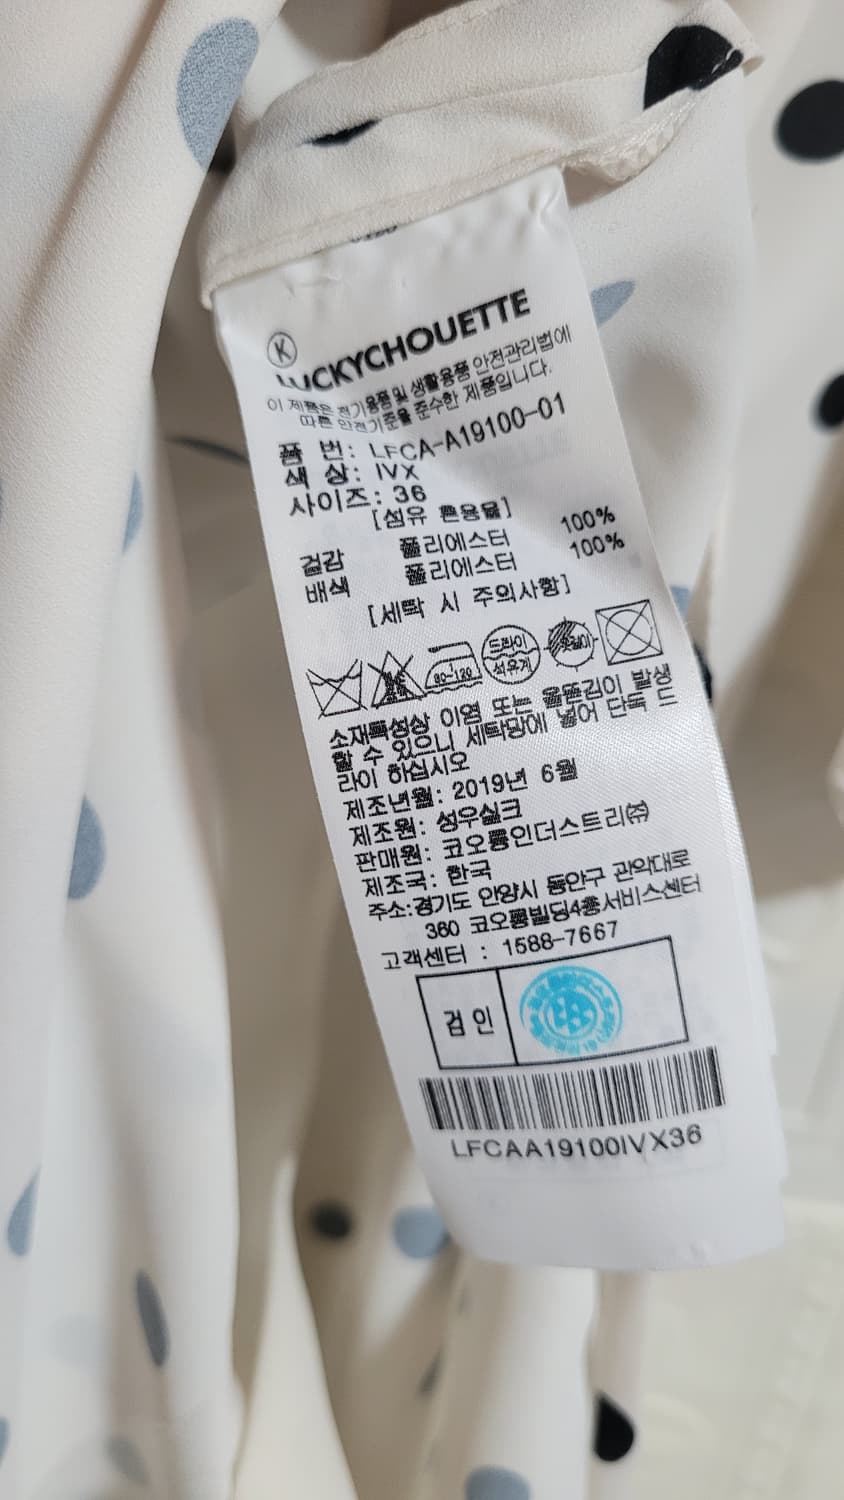 K
LUCKYCHOUETTE
이 제품은 전기용품및 생활용품 안전관리법에
따른 안전기준을 준수한 제품입니다.
품 번: LFCA-A19100-01
색 상: IVX
사이즈: 36
[섬유 혼용율]
겉감 폴리에스터 100%
배색 폴리에스터 100%
[세탁 시 주의사항]
80-120
드라이
석유계
옷걸이
소재특성상 이염 또는 올뜯김이 발생
할 수 있으니 세탁망에 넣어 단독 드
라이 하십시오
제조년월: 2019년 6월
제조원: 성우실크
판매원: 코오롱인더스트리㈜
제조국: 한국
주소:경기도 안양시 동안구 관악대로
360 코오롱빌딩4층서비스센터
고객센터 : 1588-7667
검 인
LFCAA19100IVX36